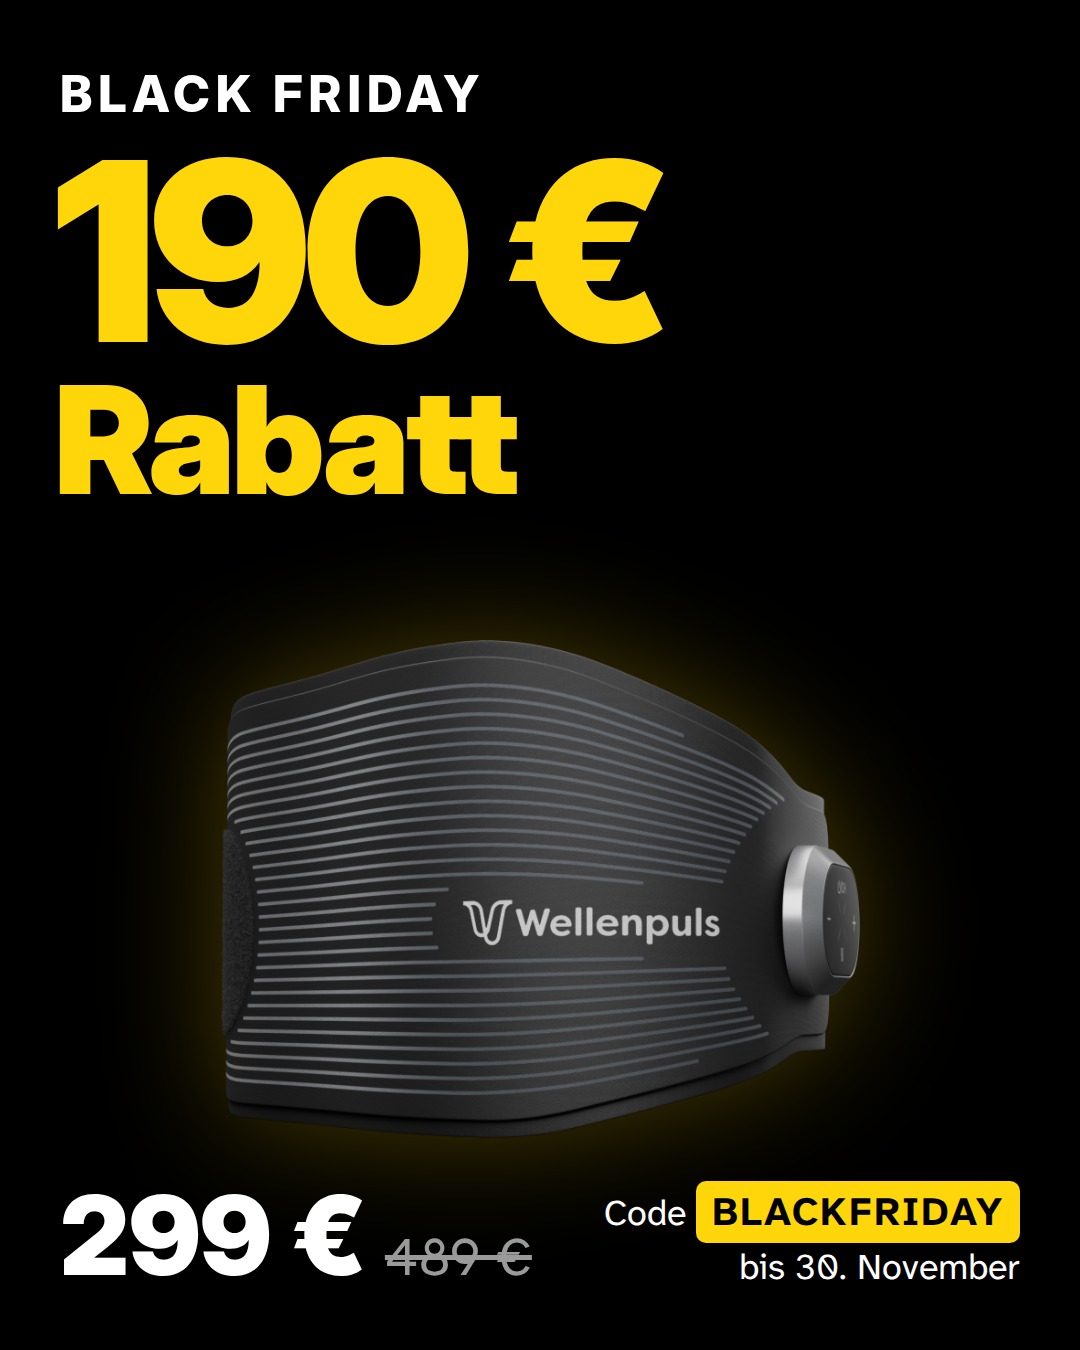 BLACK FRIDAY
190 €
Rabatt
Wellenpuls
299 € 489 €
Code BLACKFRIDAY
bis 30. November